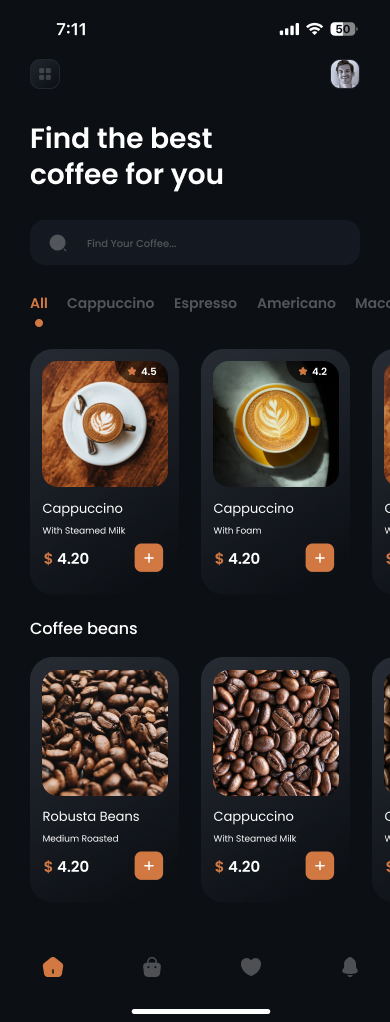 7:11
50
Find the best
coffee for you
Find Your Coffee...
All Cappuccino Espresso Americano
4.5 4.2
Cappuccino Cappuccino
With Steamed Milk With Foam
$ 4.20 + $ 4.20 +
Coffee beans
Robusta Beans Cappuccino
Medium Roasted With Steamed Milk
$ 4.20 + $ 4.20 +